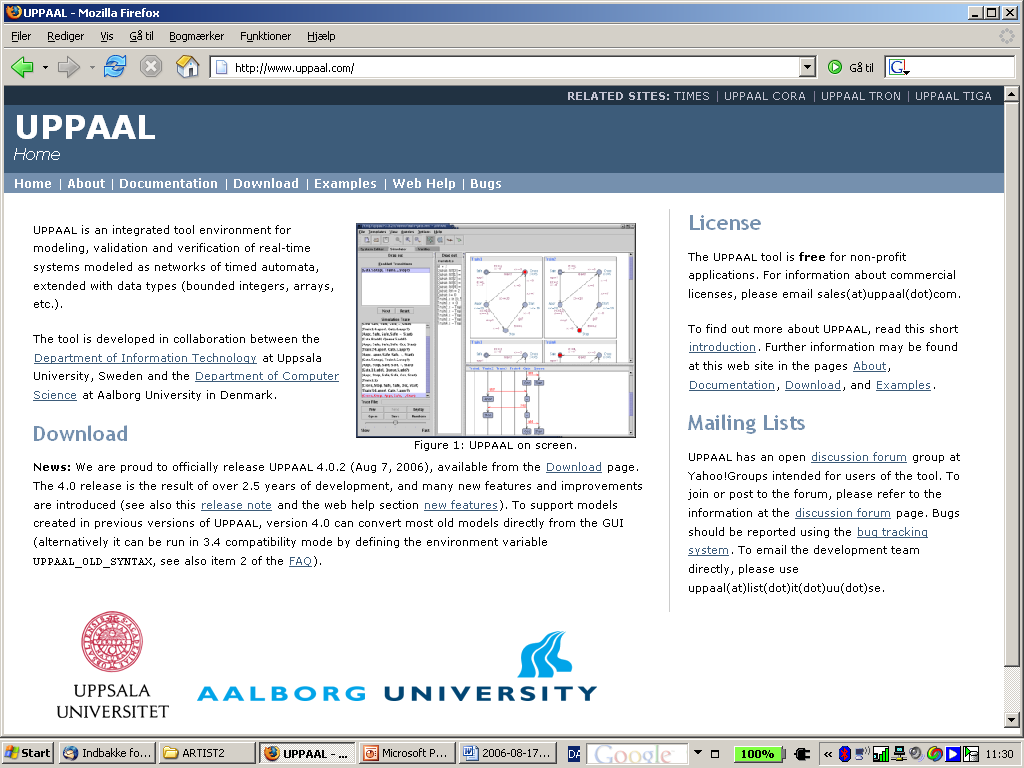 UPPAAL - Mozilla Firefox
Filer Rediger Vis Gå til Bogmærker Funktioner Hjælp
http://www.uppaal.com/ Gå til
RELATED SITES: TIMES | UPPAAL CORA | UPPAAL TRON | UPPAAL TIGA
UPPAAL
Home
Home | About | Documentation | Download | Examples | Web Help | Bugs
UPPAAL is an integrated tool environment for
modeling, validation and verification of real-time
systems modeled as networks of timed automata,
extended with data types (bounded integers, arrays,
etc.).
The tool is developed in collaboration between the
Department of Information Technology at Uppsala
University, Sweden and the Department of Computer
Science at Aalborg University in Denmark.
Figure 1: UPPAAL on screen.
Download
News: We are proud to officially release UPPAAL 4.0.2 (Aug 7, 2006), available from the Download page.
The 4.0 release is the result of over 2.5 years of development, and many new features and improvements
are introduced (see also this release note and the web help section new features). To support models
created in previous versions of UPPAAL, version 4.0 can convert most old models directly from the GUI
(alternatively it can be run in 3.4 compatibility mode by defining the environment variable
UPPAAL_OLD_SYNTAX, see also item 2 of the FAQ).
License
The UPPAAL tool is free for non-profit
applications. For information about commercial
licenses, please email sales(at)uppaal(dot)com.
To find out more about UPPAAL, read this short
introduction. Further information may be found
at this web site in the pages About,
Documentation, Download, and Examples.
Mailing Lists
UPPAAL has an open discussion forum group at
Yahoo!Groups intended for users of the tool. To
join or post to the forum, please refer to the
information at the discussion forum page. Bugs
should be reported using the bug tracking
system. To email the development team
directly, please use
uppaal(at)list(dot)it(dot)uu(dot)se.
UPPSALA
UNIVERSITET
AALBORG UNIVERSITY
Start Indbakke fo... ARTIST2 UPPAAL - ... Microsoft P... 2006-08-17... DA Google 100% « 11:30